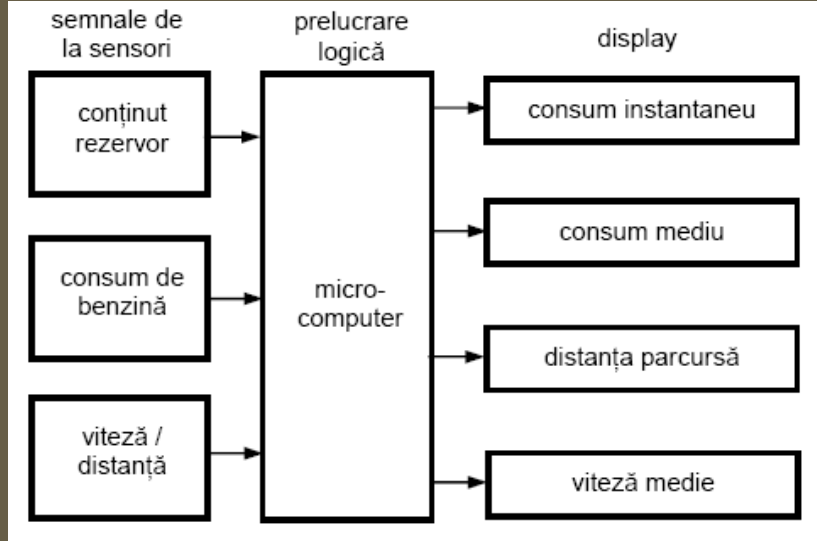 semnale de
la sensori
prelucrare
logică
display
conținut
rezervor
consum de
benzină
viteză /
distanță
micro-
computer
consum instantaneu
consum mediu
distanța parcursă
viteză medie